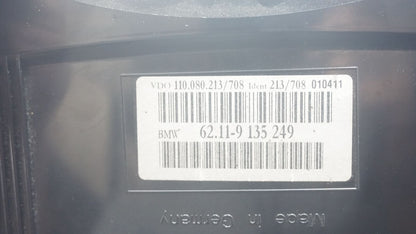 VDO 110.080.213/708 Ident 213/708 010411
BMW 62.11-9 135 249
Made In Germany